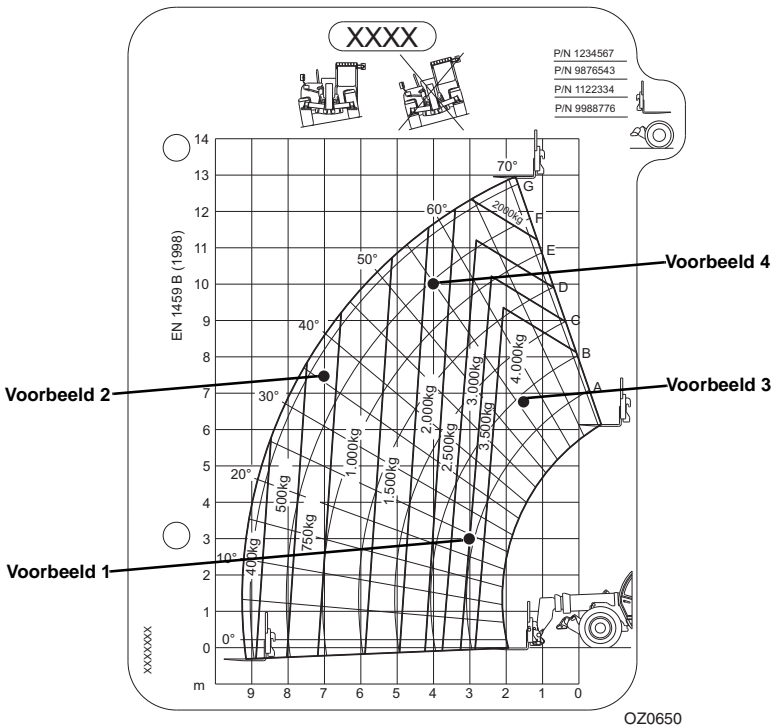 XXXX
P/N 1234567
P/N 9876543
P/N 1122334
P/N 9988776
EN 1459 B (1998)
14
13
12
11
10
9
8
7
6
5
4
3
2
1
0
m
9 8 7 6 5 4 3 2 1 0
0°
10°
20°
30°
40°
50°
60°
70°
G
F
E
D
C
B
A
400kg
500kg
750kg
1.000kg
1.500kg
2.000kg
2.500kg
3.000kg
3.500kg
4.000kg
2000kg
Voorbeeld 4
Voorbeeld 2
Voorbeeld 3
Voorbeeld 1
XXXXXXX
OZ0650